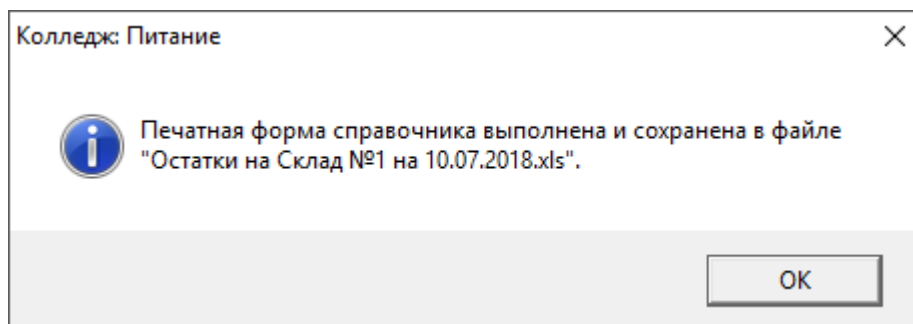 Колледж: Питание
Печатная форма справочника выполнена и сохранена в файле
"Остатки на Склад №1 на 10.07.2018.xls".
OK